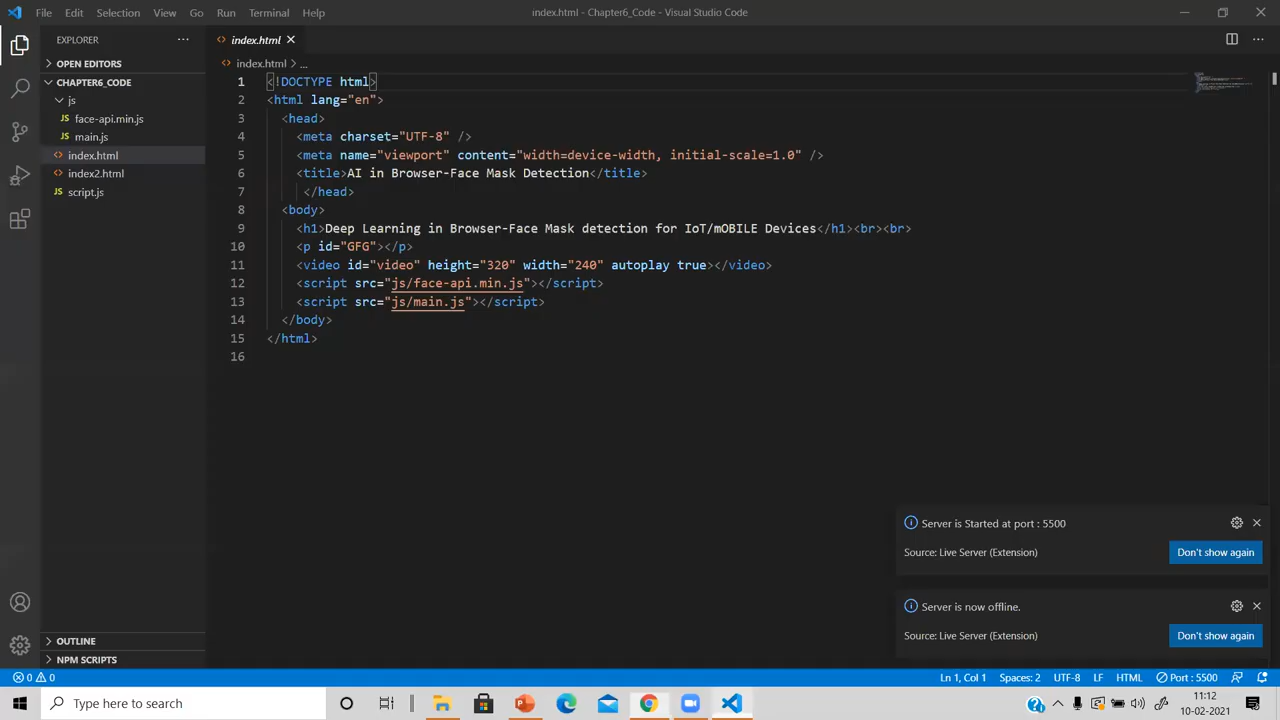 File Edit Selection View Go Run Terminal Help
index.html - Chapter6_Code - Visual Studio Code
EXPLORER
OPEN EDITORS
CHAPTER6_CODE
js
face-api.min.js
main.js
index.html
index2.html
script.js
OUTLINE
NPM SCRIPTS
index.html
index.html > ...
1 <!DOCTYPE html>
2 <html lang="en">
3 <head>
4 <meta charset="UTF-8" />
5 <meta name="viewport" content="width=device-width, initial-scale=1.0" />
6 <title>AI in Browser-Face Mask Detection</title>
7 </head>
8 <body>
9 <h1>Deep Learning in Browser-Face Mask detection for IoT/mOBILE Devices</h1><br><br>
10 <p id="GFG"></p>
11 <video id="video" height="320" width="240" autoplay true></video>
12 <script src="js/face-api.min.js"></script>
13 <script src="js/main.js"></script>
14 </body>
15 </html>
16
Server is Started at port : 5500
Source: Live Server (Extension)
Don't show again
Server is now offline.
Source: Live Server (Extension)
Don't show again
0 0
Ln 1, Col 1 Spaces: 2 UTF-8 LF HTML Port : 5500
Type here to search
11:12
10-02-2021